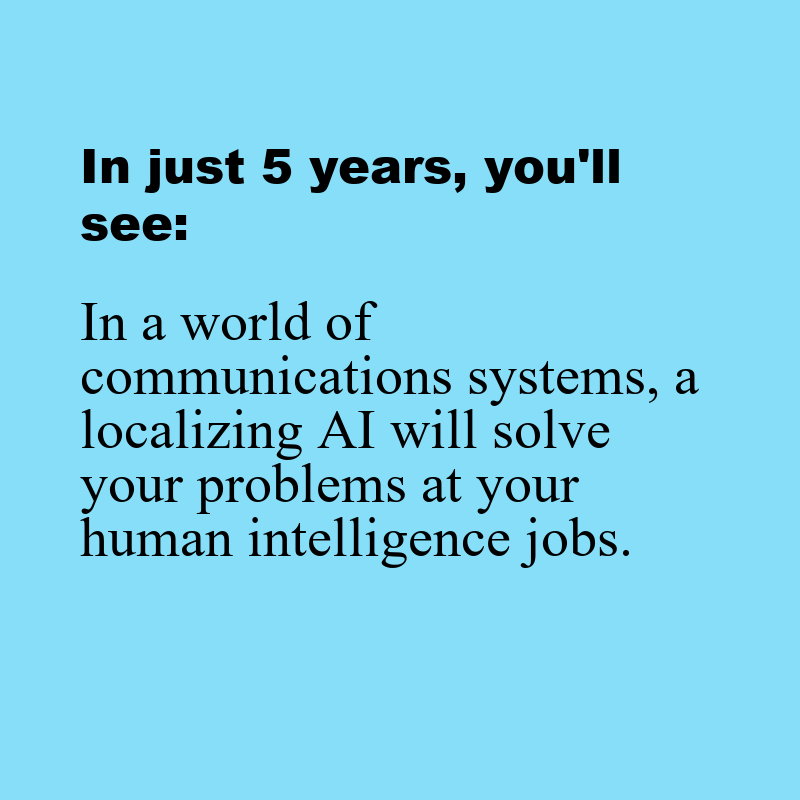 In just 5 years, you'll
see:
In a world of
communications systems, a
localizing AI will solve
your problems at your
human intelligence jobs.